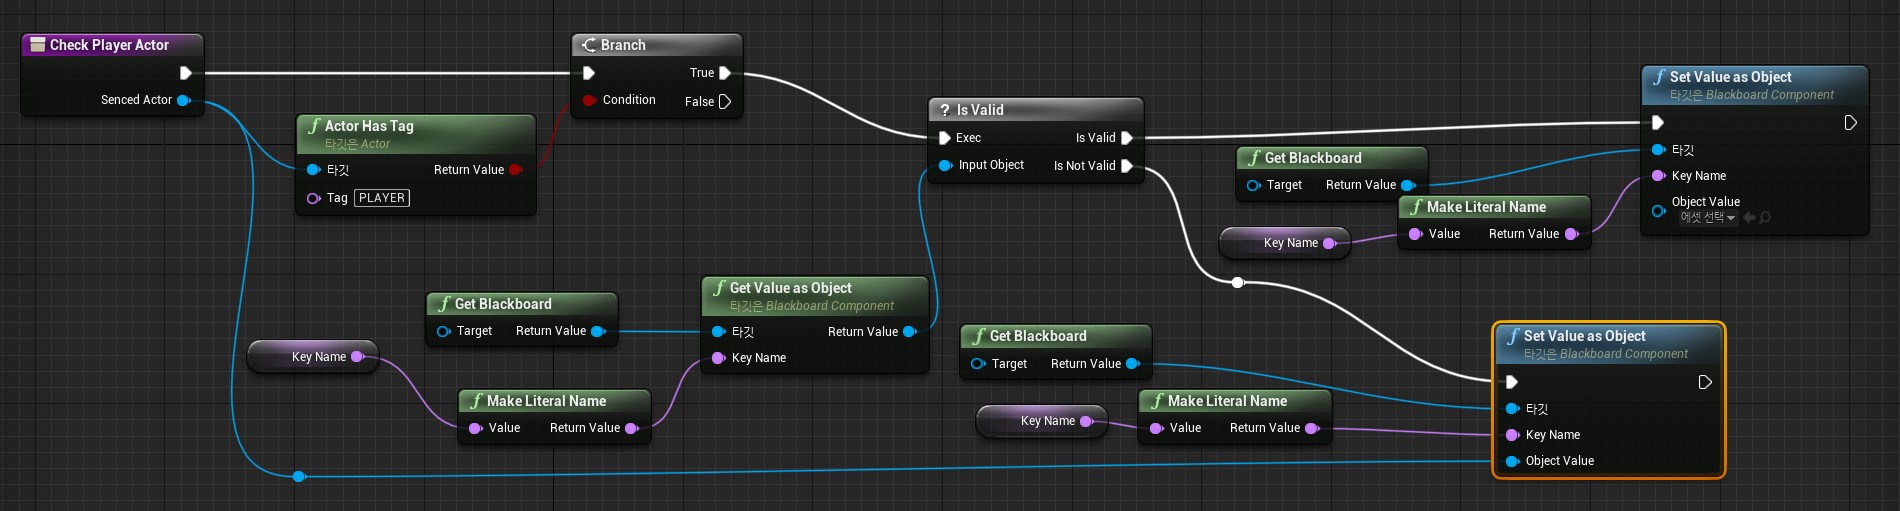 Check Player Actor
Senced Actor
Branch
True
Condition
False
Actor Has Tag
타깃은 Actor
타깃
Return Value
Tag PLAYER
? Is Valid
Exec
Is Valid
Input Object
Is Not Valid
Set Value as Object
타깃은 Blackboard Component
타깃
Key Name
Object Value
에셋 선택
Get Blackboard
Target
Return Value
Make Literal Name
Value
Return Value
Key Name
Get Blackboard
Target
Return Value
Get Value as Object
타깃은 Blackboard Component
타깃
Return Value
Key Name
Key Name
Make Literal Name
Value
Return Value
Get Blackboard
Target
Return Value
Key Name
Make Literal Name
Value
Return Value
Set Value as Object
타깃은 Blackboard Component
타깃
Key Name
Object Value